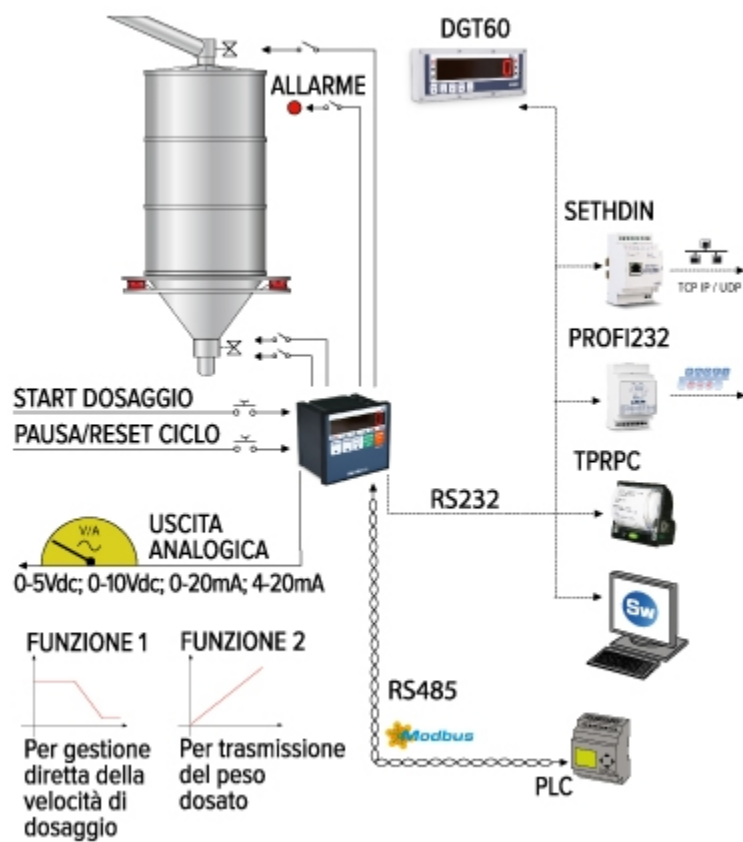 DGT60
ALLARME
SETHDIN
TCP IP / UDP
PROFI232
START DOSAGGIO
PAUSA/RESET CICLO
TPRPC
RS232
V/A
USCITA
ANALOGICA
0-5Vdc; 0-10Vdc; 0-20mA; 4-20mA
Sw
FUNZIONE 1
FUNZIONE 2
RS485
Modbus
Per gestione
diretta della
velocità di
dosaggio
Per trasmissione
del peso
dosato
PLC